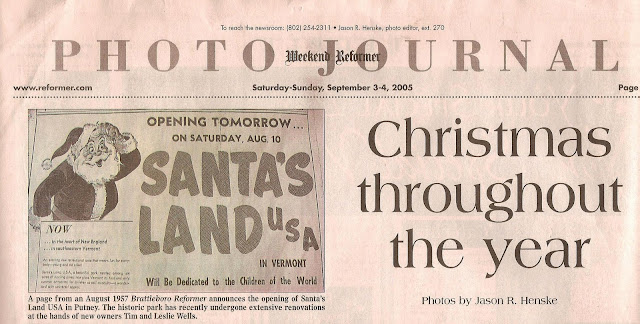 To reach the newsroom: (802) 254-2311 • Jason R. Henske, photo editor, ext. 270
PHOTO JOURNAL
Weekend Reformer
www.reformer.com
Saturday-Sunday, September 3-4, 2005
Page
OPENING TOMORROW...
ON SATURDAY, AUG. 10
SANTA'S
LAND USA
IN VERMONT
Will Be Dedicated to the Children of the World
NOW
...in the heart of New England
...in southeastern Vermont
A page from an August 1957 Brattleboro Reformer announces the opening of Santa's
Land USA in Putney. The historic park has recently undergone extensive renovations
at the hands of new owners Tim and Leslie Wells.
Christmas
throughout
the year
Photos by Jason R. Henske